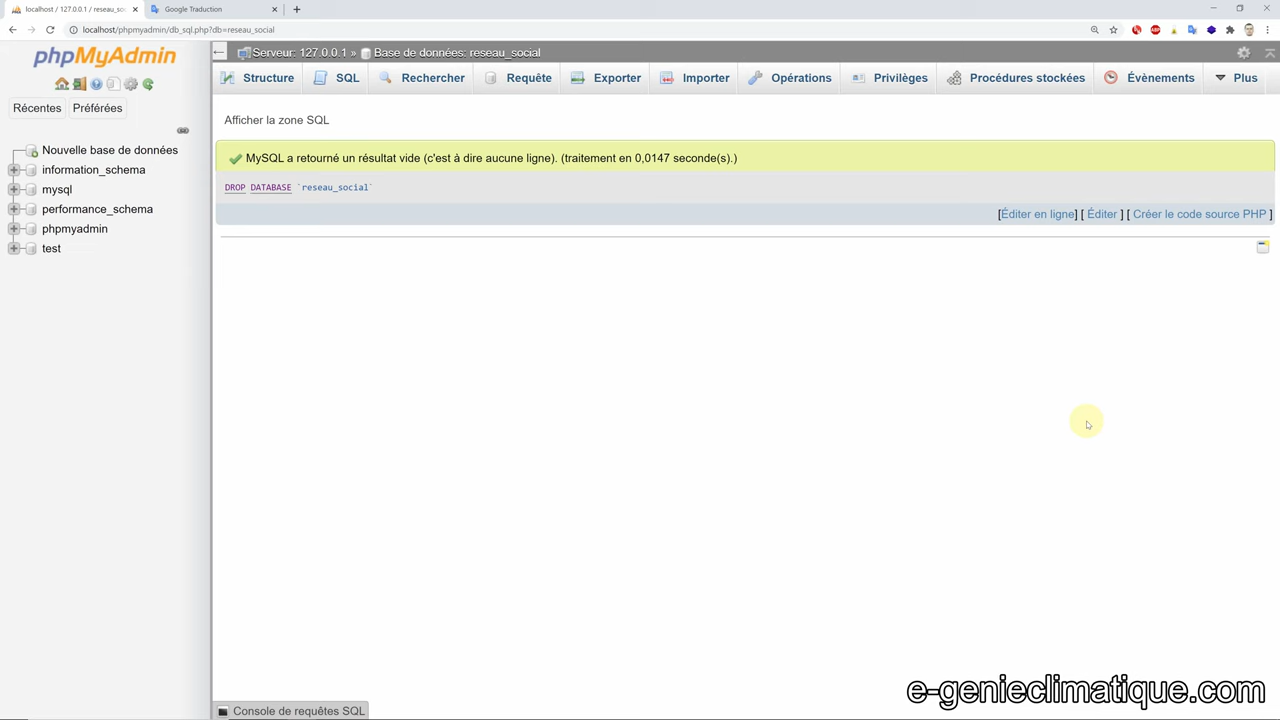 localhost / 127.0.0.1 / reseau_soc
Google Traduction
localhost/phpmyadmin/db_sql.php?db=reseau_social
phpMyAdmin
Récentes
Préférées
Nouvelle base de données
information_schema
mysql
performance_schema
phpmyadmin
test
Serveur: 127.0.0.1 » Base de données: reseau_social
Structure
SQL
Rechercher
Requête
Exporter
Importer
Opérations
Privilèges
Procédures stockées
Évènements
Plus
Afficher la zone SQL
MySQL a retourné un résultat vide (c'est à dire aucune ligne). (traitement en 0,0147 seconde(s).)
DROP DATABASE `reseau_social`
[Éditer en ligne] [ Éditer ] [ Créer le code source PHP ]
Console de requêtes SQL
e-genieclimatique.com